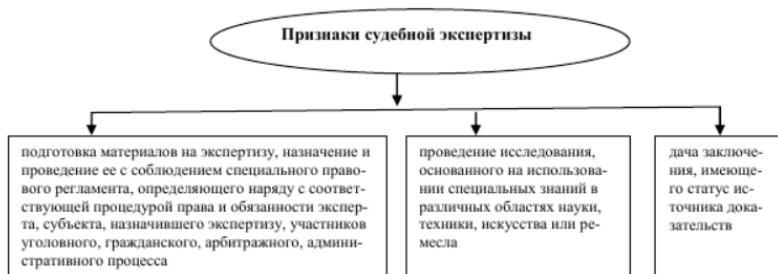 Признаки судебной экспертизы
подготовка материалов на экспертизу, назначение и
проведение ее с соблюдением специального право-
вого регламента, определяющего наряду с соответ-
ствующей процедурой права и обязанности экспер-
та, субъекта, назначившего экспертизу, участников
уголовного, гражданского, арбитражного, админи-
стративного процесса
проведение исследования,
основанного на использова-
нии специальных знаний в
различных областях науки,
техники, искусства или ре-
месла
дача заключе-
ния, имеюще-
го статус ис-
точника дока-
зательств